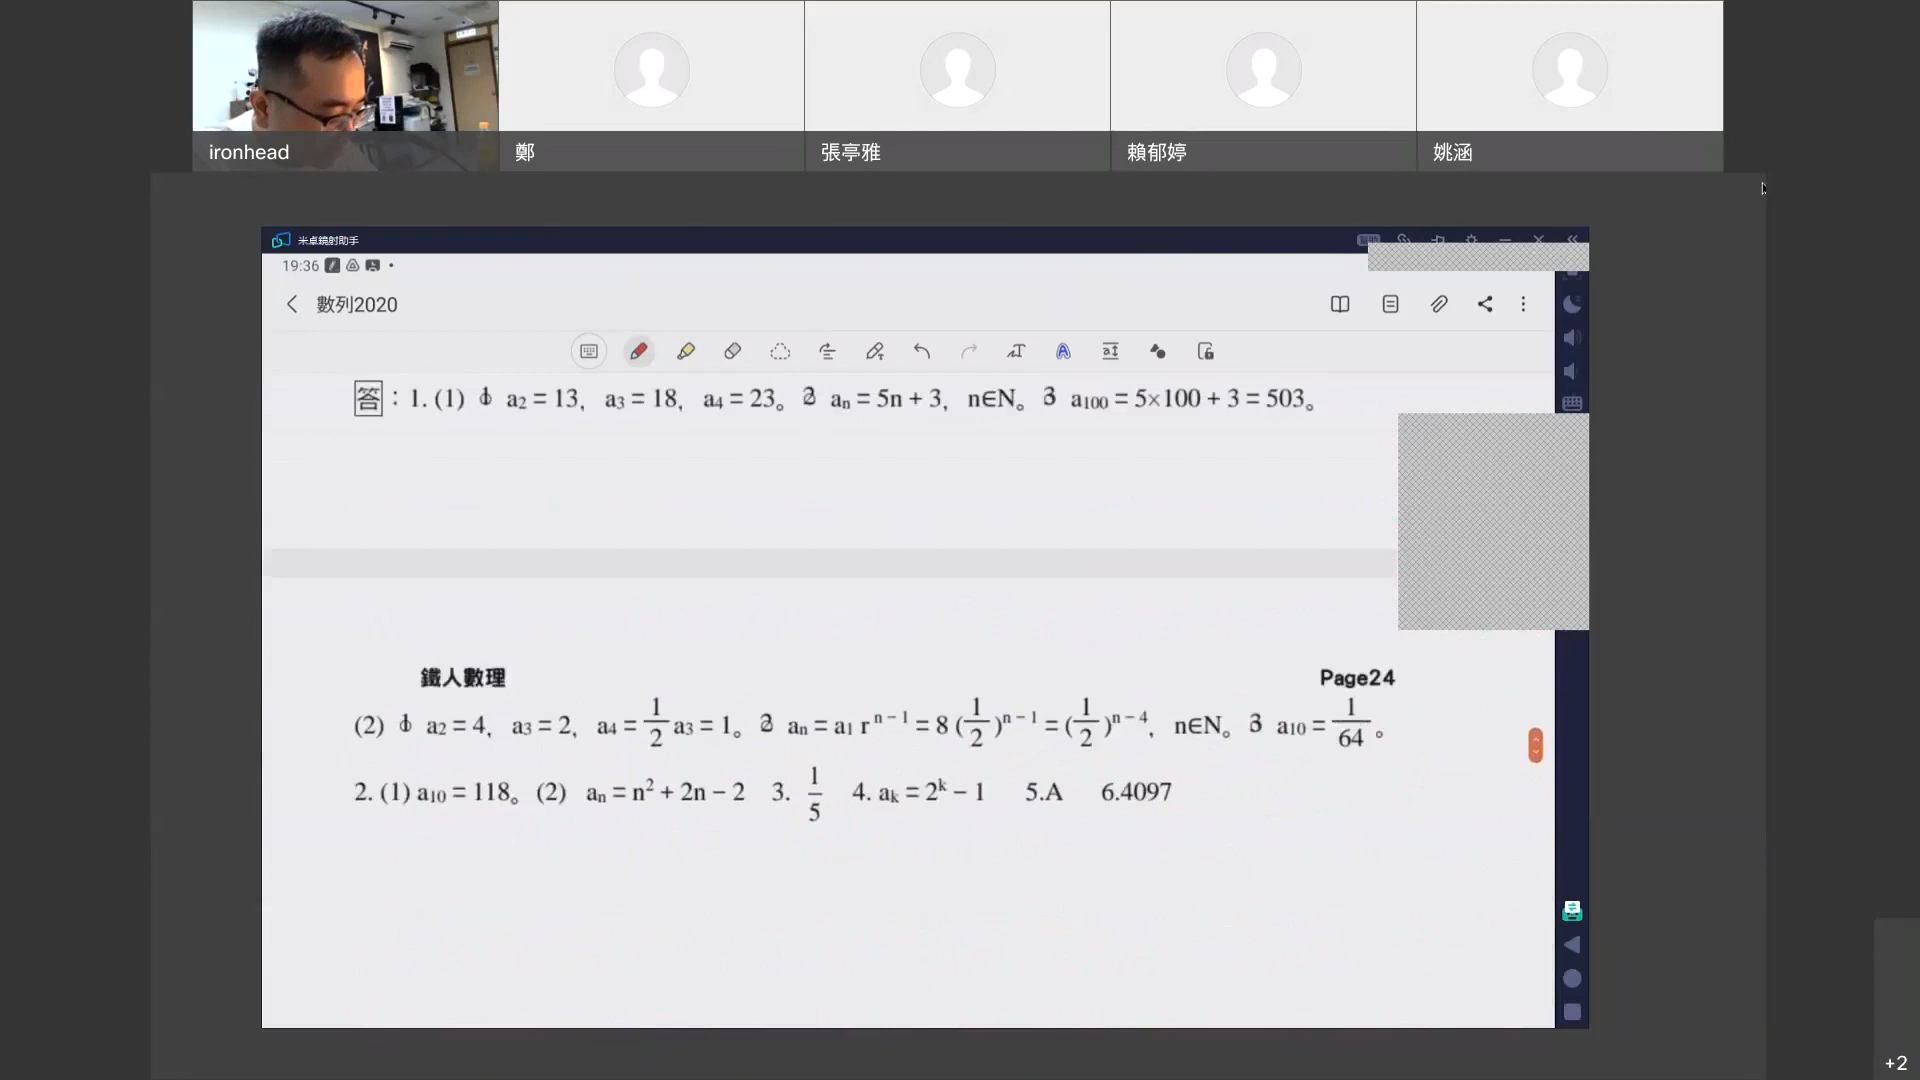 ironhead
鄭
張亭雅
賴郁婷
姚涵
米卓鏡射助手
19:36
數列2020
答：1. (1) ① a₂ = 13, a₃ = 18, a₄ = 23。② aₙ = 5n + 3, n∈N。③ a₁₀₀ = 5×100 + 3 = 503。
鐵人數理
Page24
(2) ① a₂ = 4, a₃ = 2, a₄ = 1/2 a₃ = 1。② aₙ = a₁ rⁿ⁻¹ = 8 (1/2)ⁿ⁻¹ = (1/2)ⁿ⁻⁴, n∈N。③ a₁₀ = 1/64。
2. (1) a₁₀ = 118。(2) aₙ = n² + 2n − 2 3. 1/5 4. aₖ = 2ᵏ − 1 5.A 6.4097
+2